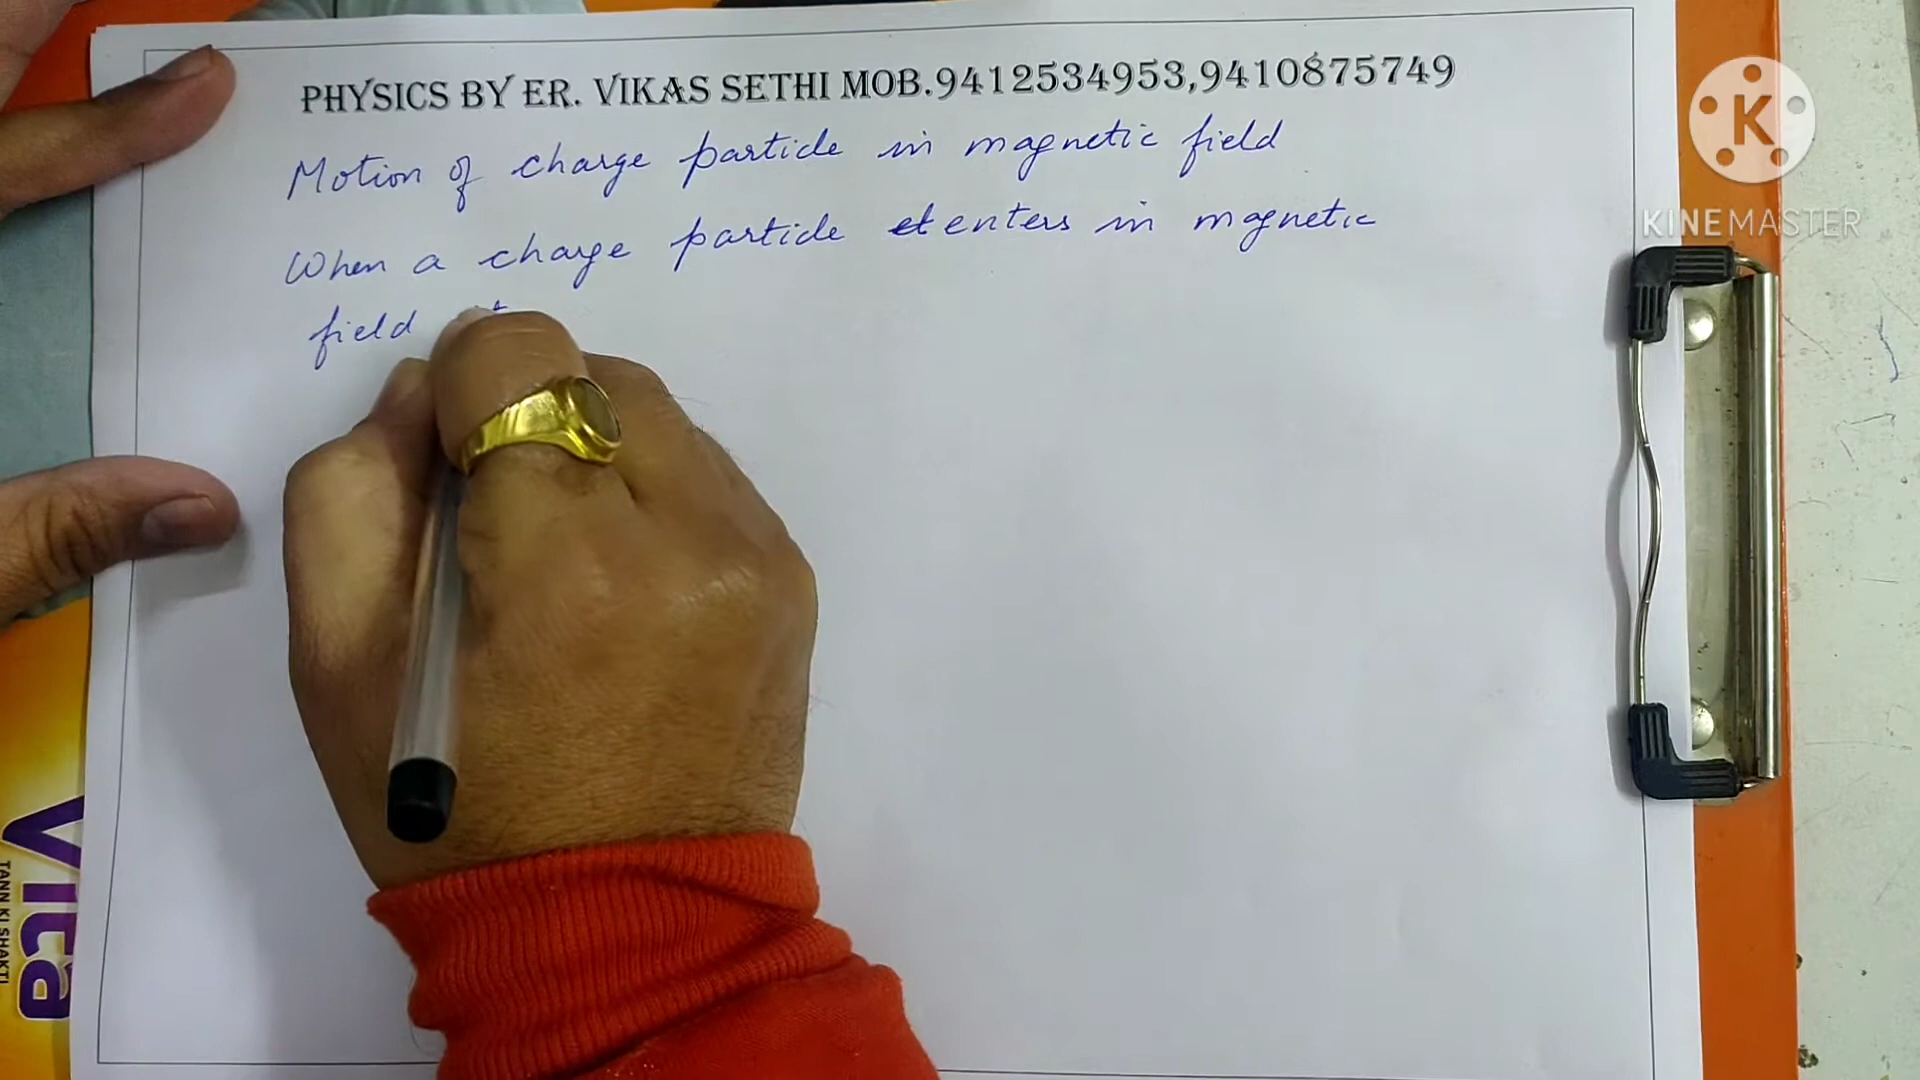 PHYSICS BY ER. VIKAS SETHI MOB.9412534953,9410875749
Motion of charge particle in magnetic field
When a charge particle enters in magnetic
field
K
KINEMASTER
Vita
TANN KI SHAKTI